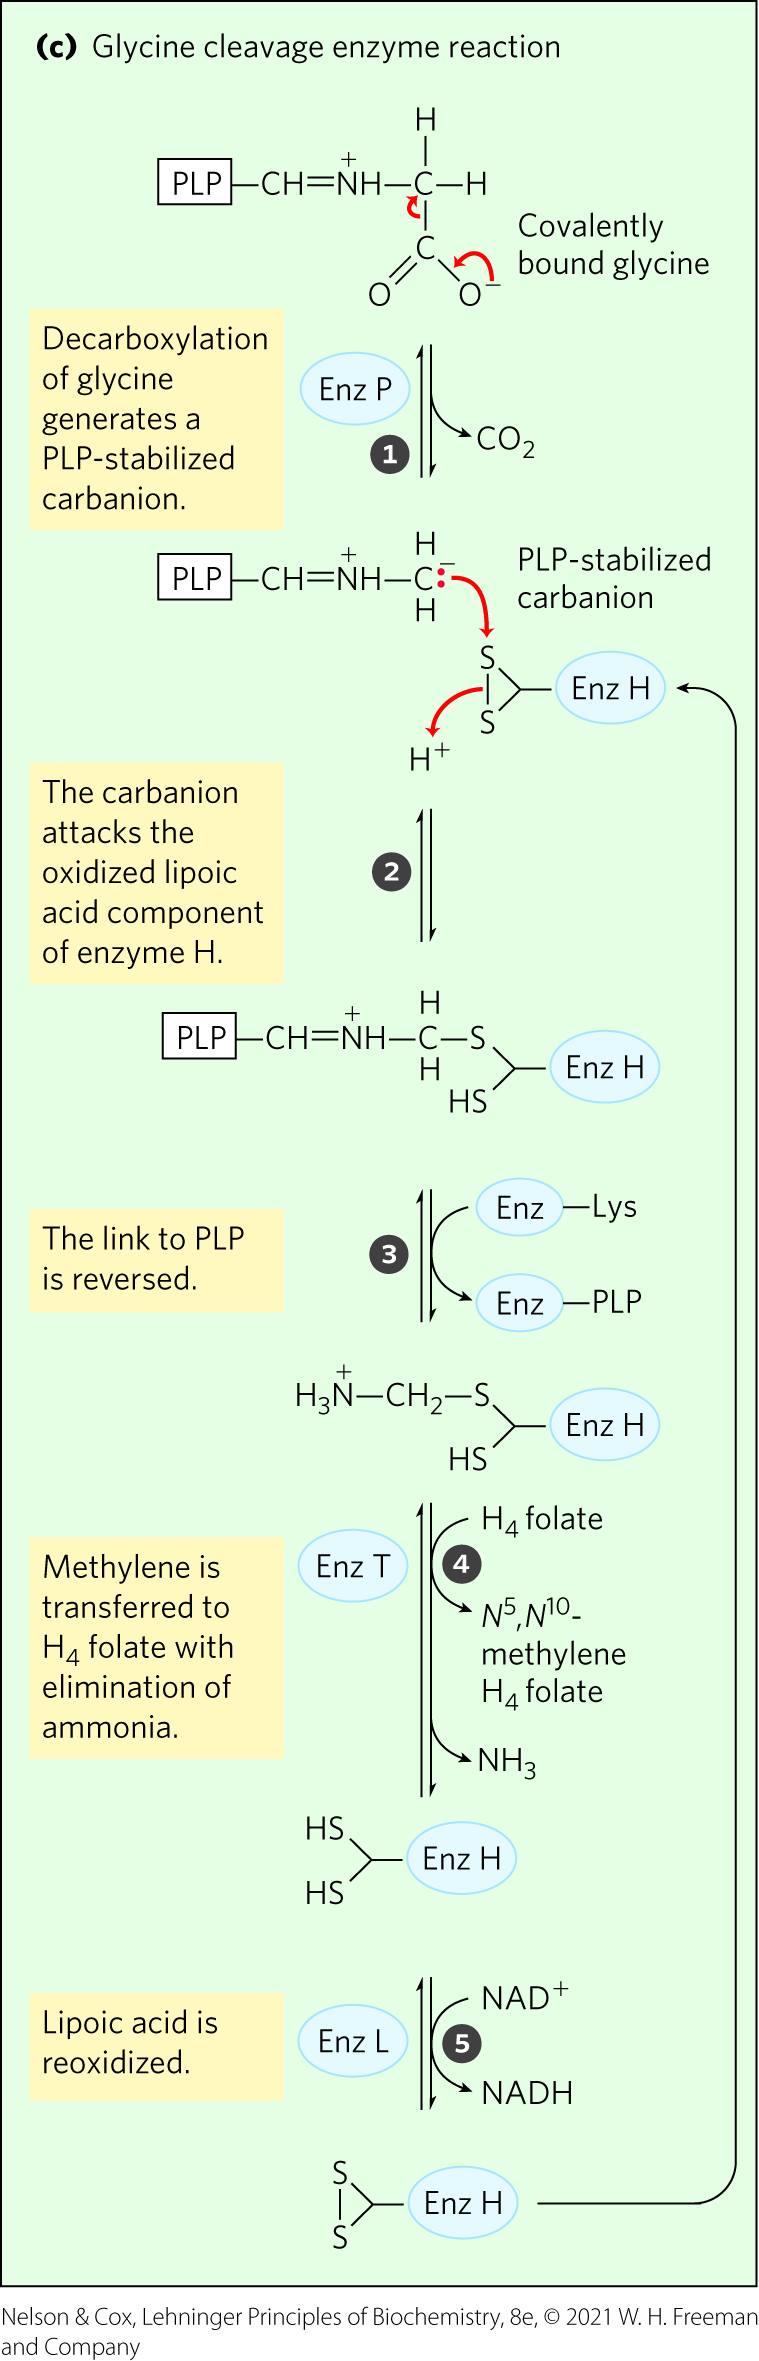 (c) Glycine cleavage enzyme reaction
H
PLP—CH=N⁺H—C—H
C
O O⁻
Covalently
bound glycine
Decarboxylation
of glycine
generates a
PLP-stabilized
carbanion.
Enz P
1
CO₂
H
PLP—CH=N⁺H—C:⁻
H
PLP-stabilized
carbanion
S
S
Enz H
H⁺
The carbanion
attacks the
oxidized lipoic
acid component
of enzyme H.
2
H
PLP—CH=N⁺H—C—S
H
HS
Enz H
The link to PLP
is reversed.
3
Enz—Lys
Enz—PLP
H₃N⁺—CH₂—S
HS
Enz H
Methylene is
transferred to
H₄ folate with
elimination of
ammonia.
Enz T
4
H₄ folate
N⁵,N¹⁰-
methylene
H₄ folate
NH₃
HS
HS
Enz H
Lipoic acid is
reoxidized.
Enz L
5
NAD⁺
NADH
S
S
Enz H
Nelson & Cox, Lehninger Principles of Biochemistry, 8e, © 2021 W. H. Freeman
and Company